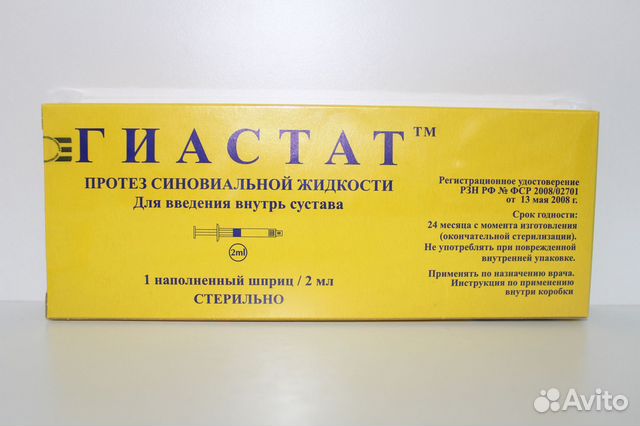 ГИАСТАТ™
ПРОТЕЗ СИНОВИАЛЬНОЙ ЖИДКОСТИ
Для введения внутрь сустава
2ml
1 наполненный шприц / 2 мл
СТЕРИЛЬНО
Регистрационное удостоверение
РЗН РФ № ФСР 2008/02701
от 13 мая 2008 г.
Срок годности:
24 месяца с момента изготовления
(окончательной стерилизации).
Не употреблять при поврежденной
внутренней упаковке.
Применять по назначению врача.
Инструкция по применению
внутри коробки
Avito